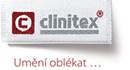 clinitex®
Umění oblékat ...